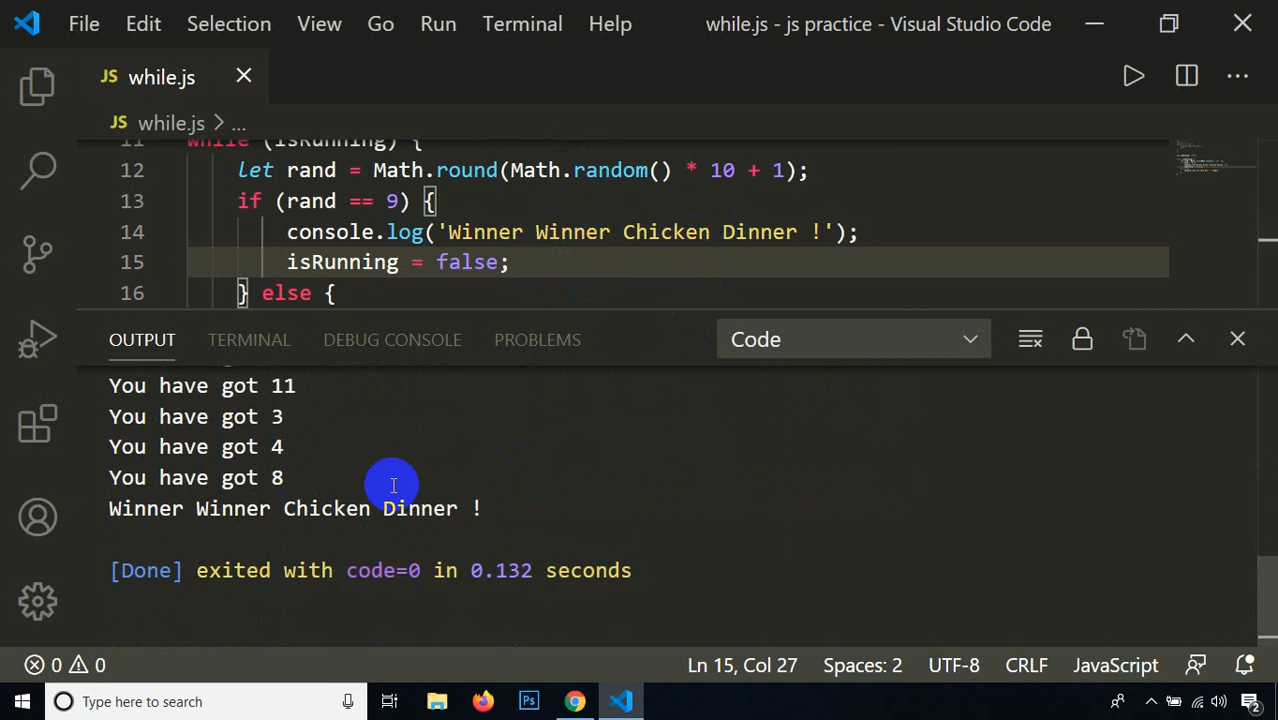 File Edit Selection View Go Run Terminal Help while.js - js practice - Visual Studio Code
JS while.js
JS while.js > ...
11 while (isRunning) {
12 let rand = Math.round(Math.random() * 10 + 1);
13 if (rand == 9) {
14 console.log('Winner Winner Chicken Dinner !');
15 isRunning = false;
16 } else {
OUTPUT TERMINAL DEBUG CONSOLE PROBLEMS Code
You have got 11
You have got 3
You have got 4
You have got 8
Winner Winner Chicken Dinner !
[Done] exited with code=0 in 0.132 seconds
0 0 Ln 15, Col 27 Spaces: 2 UTF-8 CRLF JavaScript
Type here to search Ps 2